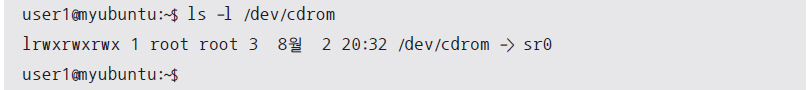 user1@myubuntu:~$ ls -l /dev/cdrom
lrwxrwxrwx 1 root root 3  8월  2 20:32 /dev/cdrom -> sr0
user1@myubuntu:~$